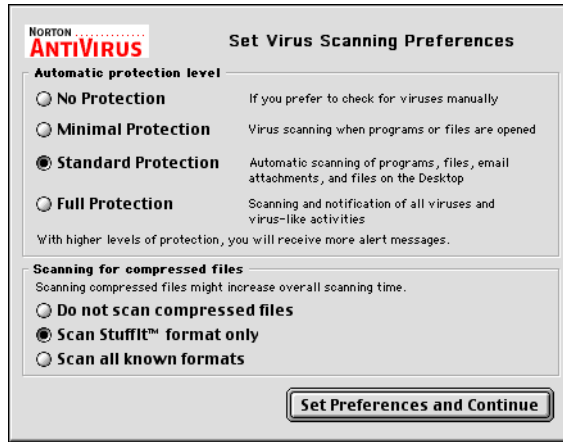 NORTON
ANTIVIRUS
Set Virus Scanning Preferences
Automatic protection level
No Protection If you prefer to check for viruses manually
Minimal Protection Virus scanning when programs or files are opened
Standard Protection Automatic scanning of programs, files, email
attachments, and files on the Desktop
Full Protection Scanning and notification of all viruses and
virus-like activities
With higher levels of protection, you will receive more alert messages.
Scanning for compressed files
Scanning compressed files might increase overall scanning time.
Do not scan compressed files
Scan StuffIt™ format only
Scan all known formats
Set Preferences and Continue